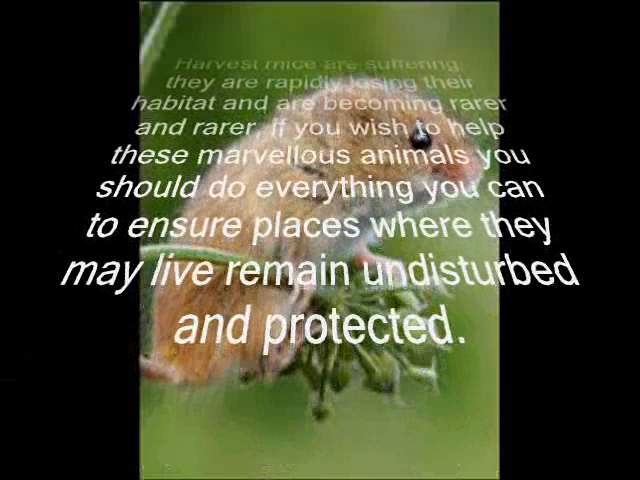 Harvest mice are suffering,
they are rapidly losing their
habitat and are becoming rarer
and rarer, if you wish to help
these marvellous animals you
should do everything you can
to ensure places where they
may live remain undisturbed
and protected.